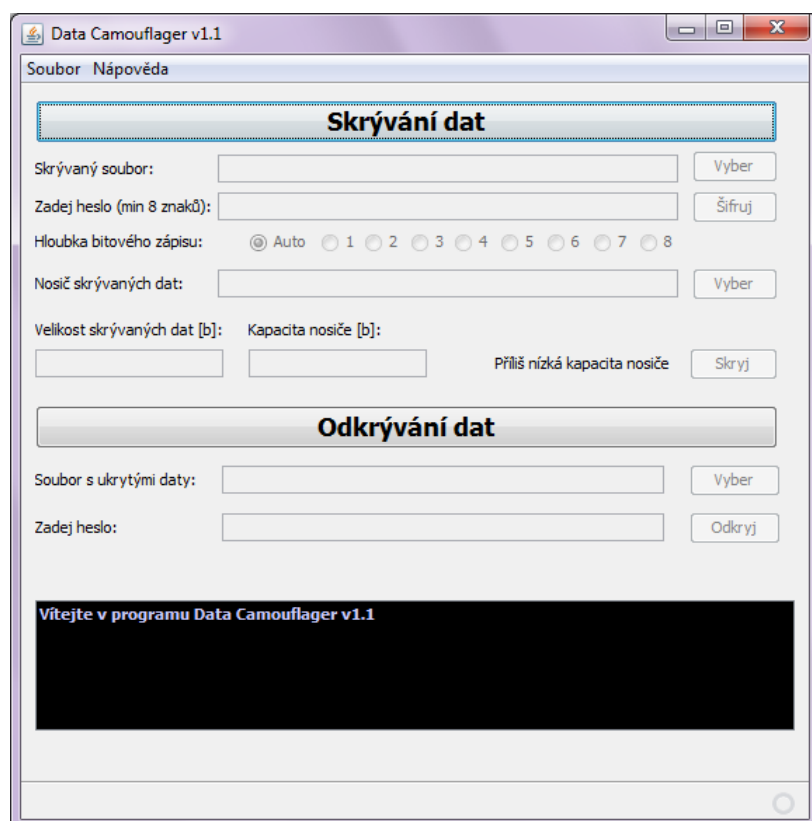 Data Camouflager v1.1
Soubor Nápověda
Skrývání dat
Skrývaný soubor: Vyber
Zadej heslo (min 8 znaků): Šifruj
Hloubka bitového zápisu: Auto 1 2 3 4 5 6 7 8
Nosič skrývaných dat: Vyber
Velikost skrývaných dat [b]: Kapacita nosiče [b]:
Příliš nízká kapacita nosiče Skryj
Odkrývání dat
Soubor s ukrytými daty: Vyber
Zadej heslo: Odkryj
Vítejte v programu Data Camouflager v1.1